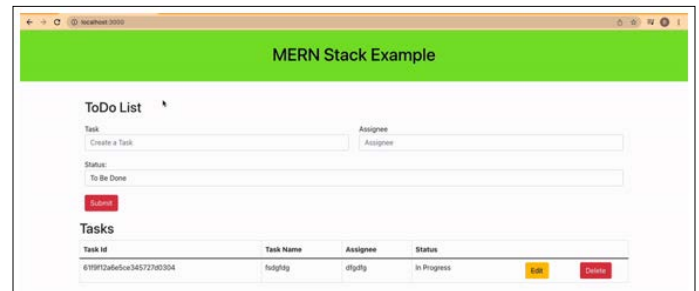 localhost:3000
MERN Stack Example
ToDo List
Task Assignee
Create a Task Assignee
Status:
To Be Done
Submit
Tasks
Task Id Task Name Assignee Status
61f9f12a6e5ce345727d0304 fsdgfdg dfgdfg In Progress Edit Delete